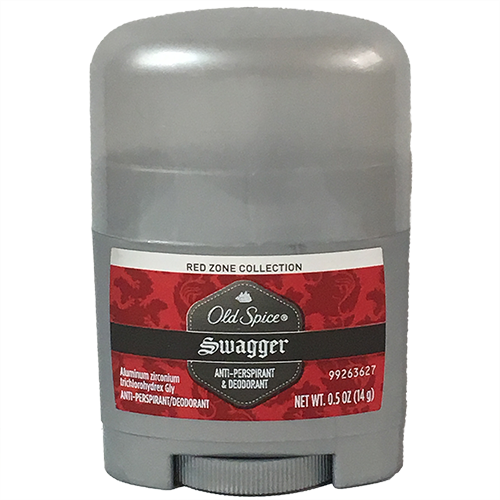 RED ZONE COLLECTION
Old Spice®
Swagger
ANTI-PERSPIRANT
& DEODORANT
Aluminum zirconium
trichlorohydrex Gly
ANTI-PERSPIRANT/DEODORANT
99263627
NET WT. 0.5 OZ (14 g)